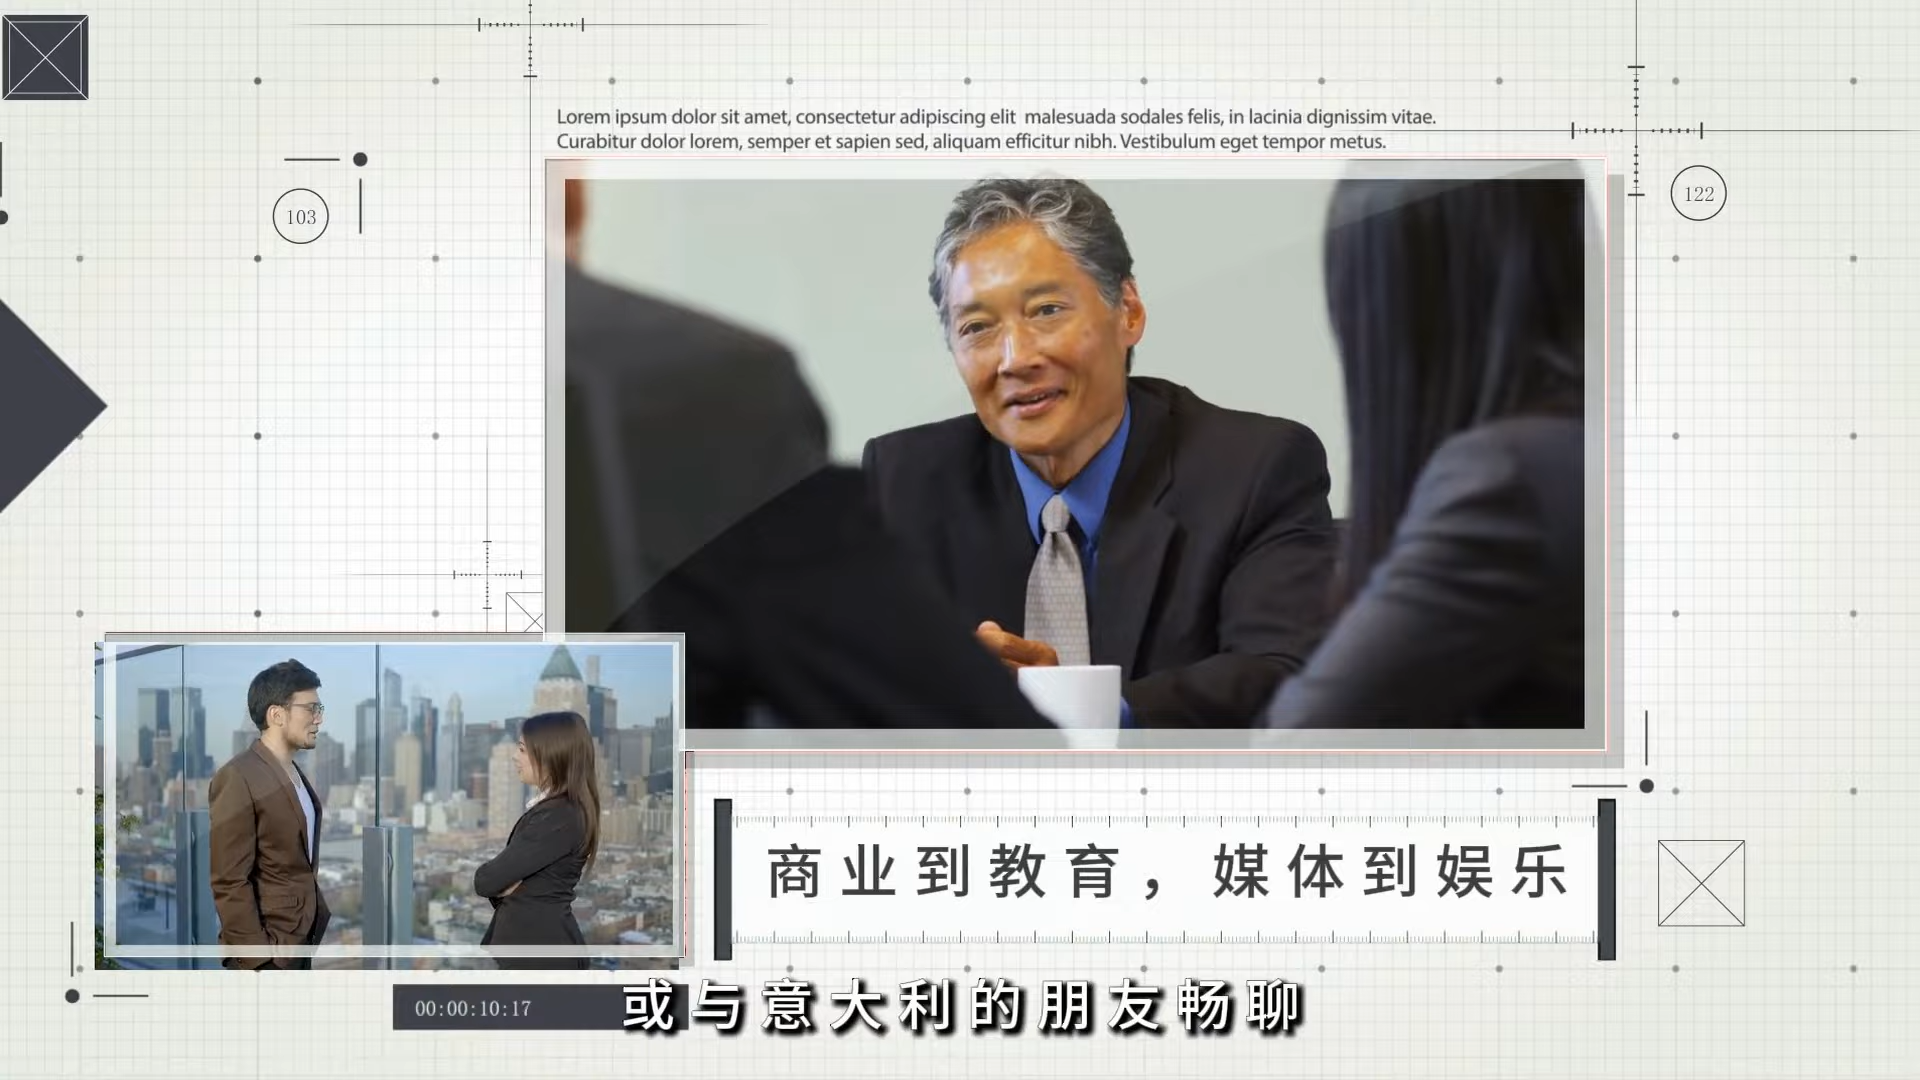 Lorem ipsum dolor sit amet, consectetur adipiscing elit  malesuada sodales felis, in lacinia dignissim vitae.
Curabitur dolor lorem, semper et sapien sed, aliquam efficitur nibh. Vestibulum eget tempor metus.
103
122
商业到教育，媒体到娱乐
00:00:10:17
或与意大利的朋友畅聊